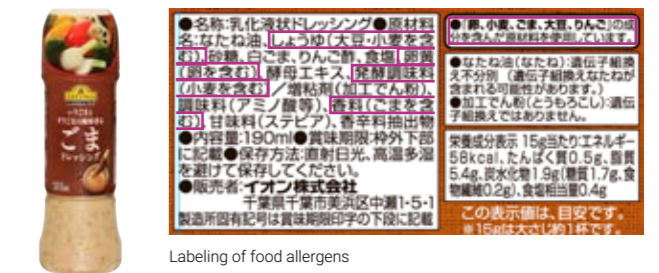 ごま
ドレッシング
●名称:乳化液状ドレッシング●原材料
名:なたね油、しょうゆ(大豆・小麦を含
む)、砂糖、白ごま、りんご酢、食塩、卵黄
(卵を含む)、酵母エキス、発酵調味料
(小麦を含む)/増粘剤(加工でん粉)、
調味料(アミノ酸等)、香料(ごまを含
む)、甘味料(ステビア)、香辛料抽出物
●内容量:190ml●賞味期限:枠外下部
に記載●保存方法:直射日光、高温多湿
を避けて保存してください。
●販売者:イオン株式会社
千葉県千葉市美浜区中瀬1-5-1
製造所固有記号は賞味期限印字の下段に記載
●「卵、小麦、ごま、大豆、りんご」の成
分を含んだ原材料を使用しています。
●なたね油(なたね):遺伝子組換
え不分別(遺伝子組換えなたねが
含まれる可能性があります。)
●加工でん粉(とうもろこし):遺伝
子組換えではありません。
栄養成分表示 15g当たり:エネルギー
58kcal、たんぱく質0.5g、脂質
5.4g、炭水化物1.9g(糖質1.7g、食
物繊維0.2g)、食塩相当量0.4g
この表示値は、目安です。
※15gは大さじ約1杯です。
Labeling of food allergens